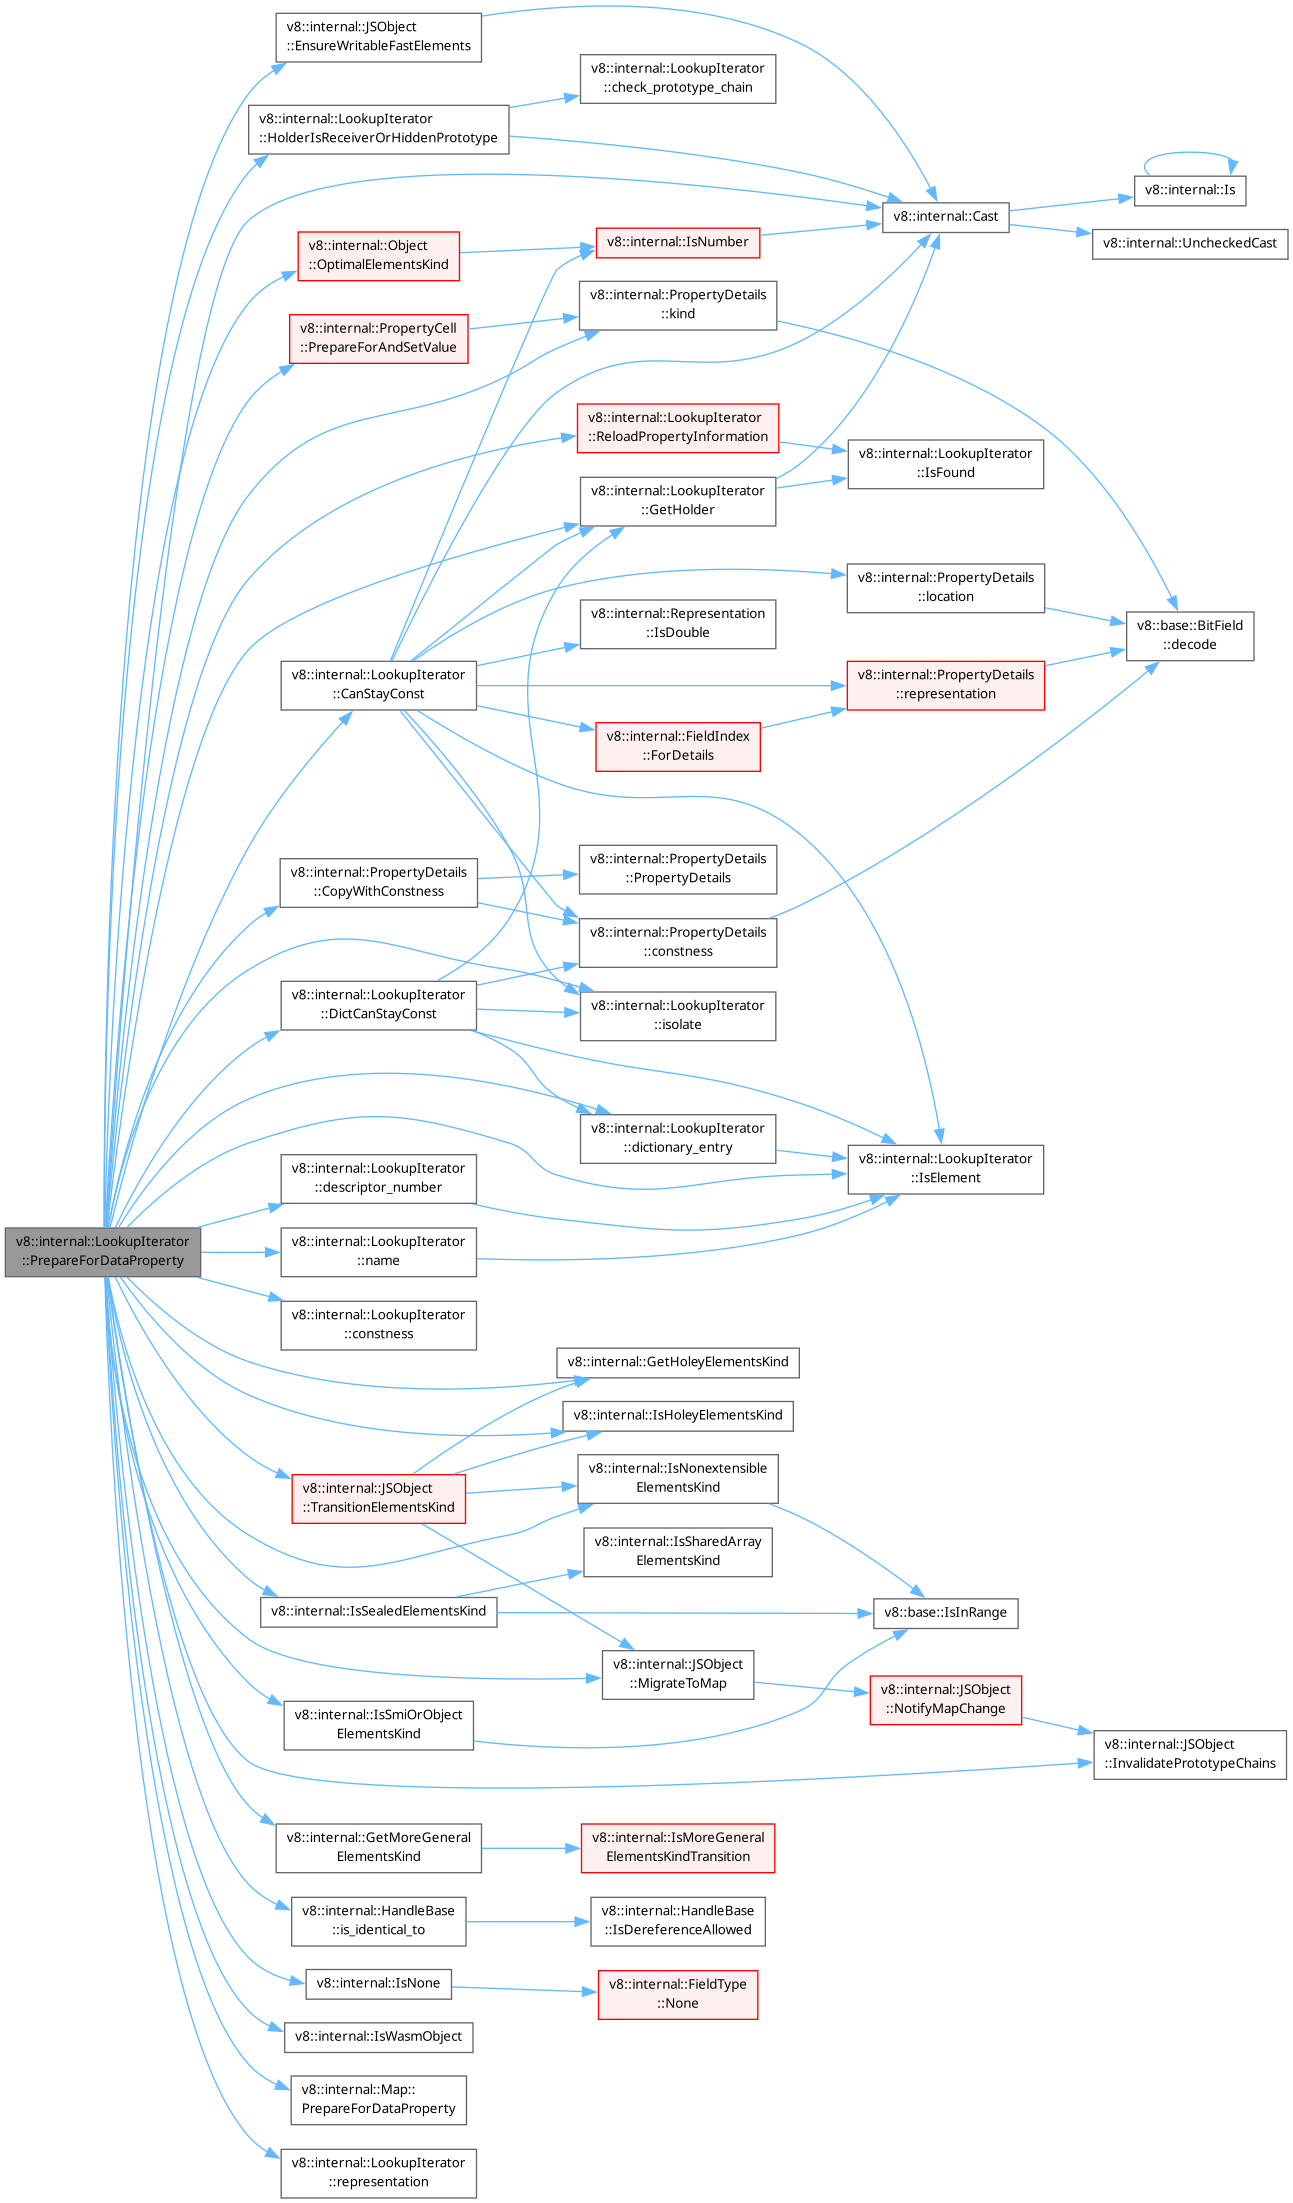 v8::internal::JSObject
::EnsureWritableFastElements
v8::internal::LookupIterator
::check_prototype_chain
v8::internal::LookupIterator
::HolderIsReceiverOrHiddenPrototype
v8::internal::Is
v8::internal::Cast
v8::internal::UncheckedCast
v8::internal::Object
::OptimalElementsKind
v8::internal::IsNumber
v8::internal::PropertyDetails
::kind
v8::internal::PropertyCell
::PrepareForAndSetValue
v8::internal::LookupIterator
::ReloadPropertyInformation
v8::internal::LookupIterator
::IsFound
v8::internal::LookupIterator
::GetHolder
v8::internal::PropertyDetails
::location
v8::internal::Representation
::IsDouble
v8::base::BitField
::decode
v8::internal::LookupIterator
::CanStayConst
v8::internal::PropertyDetails
::representation
v8::internal::FieldIndex
::ForDetails
v8::internal::PropertyDetails
::PropertyDetails
v8::internal::PropertyDetails
::CopyWithConstness
v8::internal::PropertyDetails
::constness
v8::internal::LookupIterator
::DictCanStayConst
v8::internal::LookupIterator
::isolate
v8::internal::LookupIterator
::dictionary_entry
v8::internal::LookupIterator
::IsElement
v8::internal::LookupIterator
::descriptor_number
v8::internal::LookupIterator
::PrepareForDataProperty
v8::internal::LookupIterator
::name
v8::internal::LookupIterator
::constness
v8::internal::GetHoleyElementsKind
v8::internal::IsHoleyElementsKind
v8::internal::JSObject
::TransitionElementsKind
v8::internal::IsNonextensible
ElementsKind
v8::internal::IsSharedArray
ElementsKind
v8::internal::IsSealedElementsKind
v8::base::IsInRange
v8::internal::JSObject
::MigrateToMap
v8::internal::JSObject
::NotifyMapChange
v8::internal::IsSmiOrObject
ElementsKind
v8::internal::JSObject
::InvalidatePrototypeChains
v8::internal::GetMoreGeneral
ElementsKind
v8::internal::IsMoreGeneral
ElementsKindTransition
v8::internal::HandleBase
::is_identical_to
v8::internal::HandleBase
::IsDereferenceAllowed
v8::internal::IsNone
v8::internal::FieldType
::None
v8::internal::IsWasmObject
v8::internal::Map::
PrepareForDataProperty
v8::internal::LookupIterator
::representation